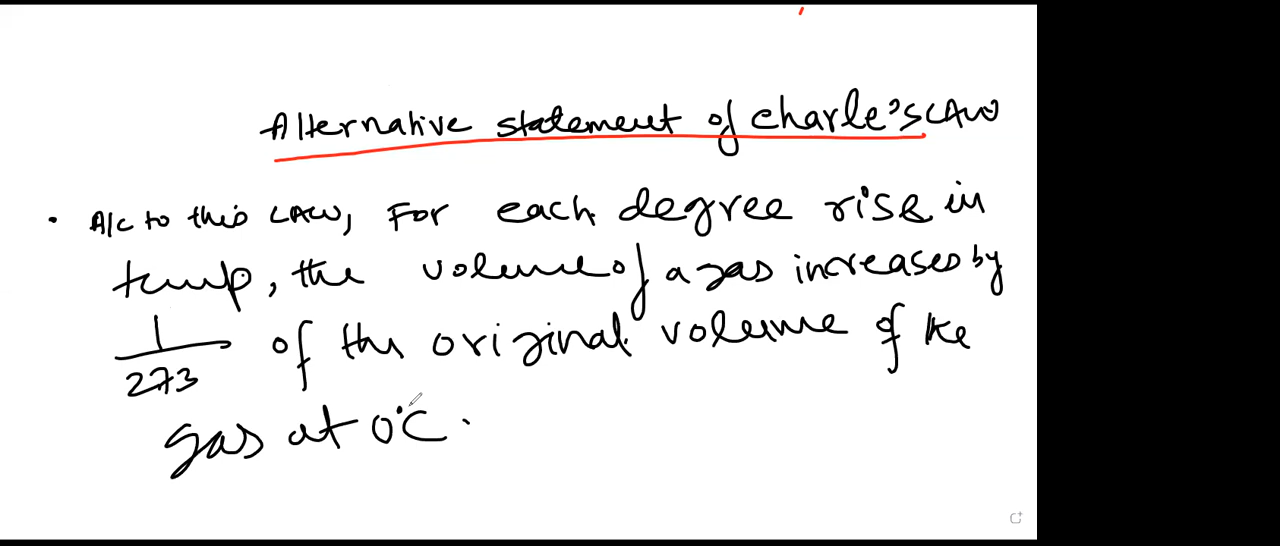 Alternative statement of Charle's LAW
• A/c to this LAW, For each degree rise in
temp, the volume of a gas increases by
1/273 of the original volume of the
gas at 0°C.